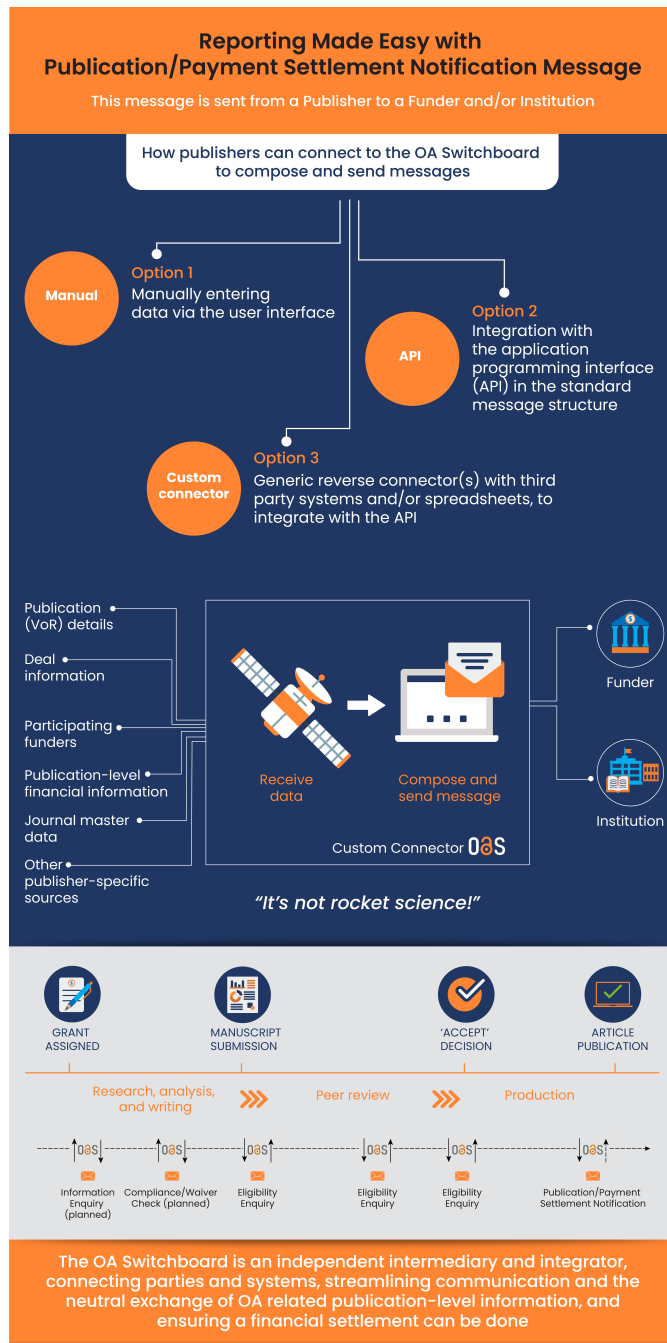 Reporting Made Easy with
Publication/Payment Settlement Notification Message
This message is sent from a Publisher to a Funder and/or Institution
How publishers can connect to the OA Switchboard
to compose and send messages
Manual
Option 1
Manually entering
data via the user interface
API
Option 2
Integration with
the application
programming interface
(API) in the standard
message structure
Custom
connector
Option 3
Generic reverse connector(s) with third
party systems and/or spreadsheets, to
integrate with the API
Publication
(VoR) details
Deal
information
Participating
funders
Publication-level
financial information
Journal master
data
Other
publisher-specific
sources
Receive
data
Compose and
send message
Custom Connector OaS
$
Funder
Institution
“It’s not rocket science!”
$
GRANT
ASSIGNED
MANUSCRIPT
SUBMISSION
‘ACCEPT’
DECISION
ARTICLE
PUBLICATION
Research, analysis,
and writing
Peer review
Production
OaS
OaS
OaS
OaS
OaS
OaS
Information
Enquiry
(planned)
Compliance/Waiver
Check (planned)
Eligibility
Enquiry
Eligibility
Enquiry
Eligibility
Enquiry
Publication/Payment
Settlement Notification
The OA Switchboard is an independent intermediary and integrator,
connecting parties and systems, streamlining communication and the
neutral exchange of OA related publication-level information, and
ensuring a financial settlement can be done